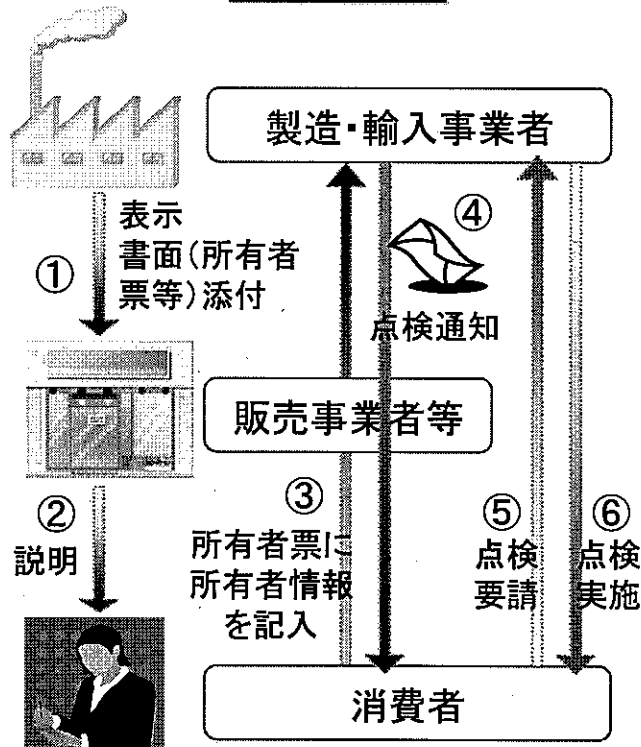 製造・輸入事業者
①
表示
書面(所有者
票等)添付
④
点検通知
販売事業者等
②
説明
③
所有者票に
所有者情報
を記入
⑤
点検
要請
⑥
点検
実施
消費者